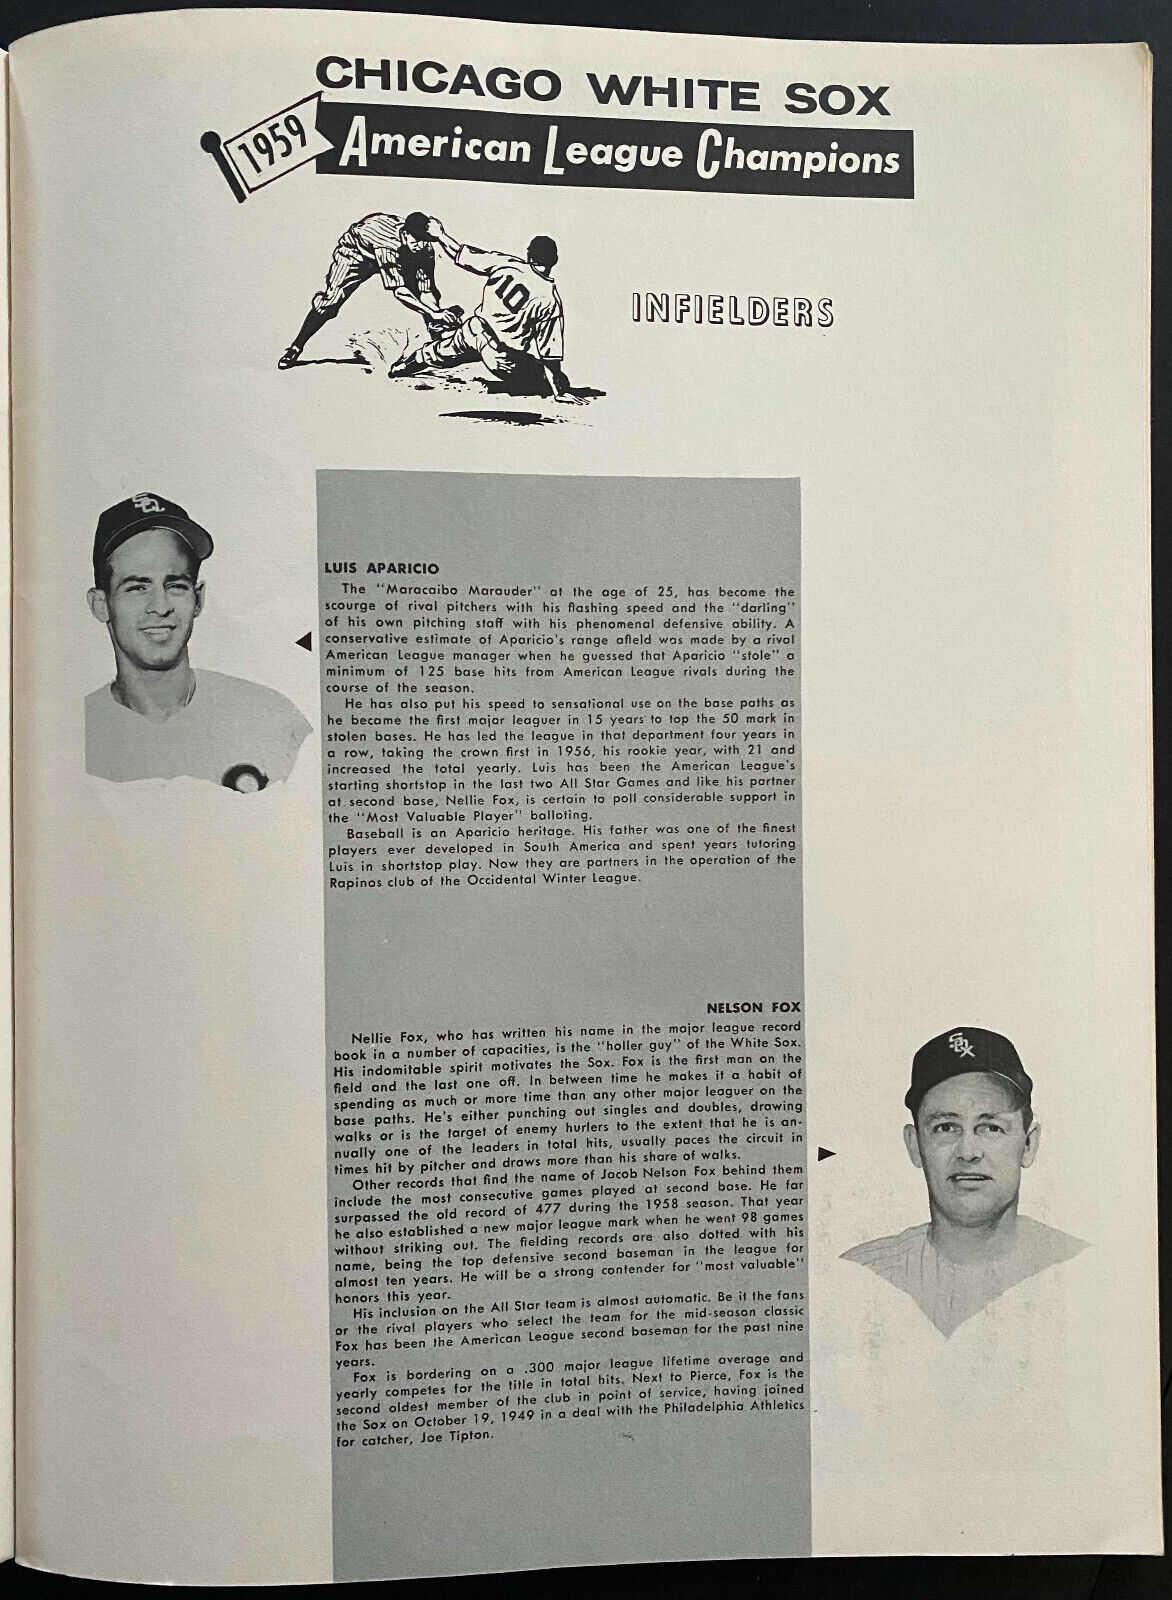 CHICAGO WHITE SOX
1959
American League Champions
10
INFIELDERS
SOX
LUIS APARICIO
The "Maracaibo Marauder" at the age of 25, has become the
scourge of rival pitchers with his flashing speed and the "darling"
of his own pitching staff with his phenomenal defensive ability. A
conservative estimate of Aparicio's range afield was made by a rival
American League manager when he guessed that Aparicio "stole" a
minimum of 125 base hits from American League rivals during the
course of the season.
He has also put his speed to sensational use on the base paths as
he became the first major leaguer in 15 years to top the 50 mark in
stolen bases. He has led the league in that department four years in
a row, taking the crown first in 1956, his rookie year, with 21 and
increased the total yearly. Luis has been the American League's
starting shortstop in the last two All Star Games and like his partner
at second base, Nellie Fox, is certain to poll considerable support in
the "Most Valuable Player" balloting.
Baseball is an Aparicio heritage. His father was one of the finest
players ever developed in South America and spent years tutoring
Luis in shortstop play. Now they are partners in the operation of the
Rapinos club of the Occidental Winter League.
NELSON FOX
Nellie Fox, who has written his name in the major league record
book in a number of capacities, is the "holler guy" of the White Sox.
His indomitable spirit motivates the Sox. Fox is the first man on the
field and the last one off. In between time he makes it a habit of
spending as much or more time than any other major leaguer on the
base paths. He's either punching out singles and doubles, drawing
walks or is the target of enemy hurlers to the extent that he is an-
nually one of the leaders in total hits, usually paces the circuit in
times hit by pitcher and draws more than his share of walks.
Other records that find the name of Jacob Nelson Fox behind them
include the most consecutive games played at second base. He far
surpassed the old record of 477 during the 1958 season. That year
he also established a new major league mark when he went 98 games
without striking out. The fielding records are also dotted with his
name, being the top defensive second baseman in the league for
almost ten years. He will be a strong contender for "most valuable"
honors this year.
His inclusion on the All Star team is almost automatic. Be it the fans
or the rival players who select the team for the mid-season classic
Fox has been the American League second baseman for the past nine
years.
Fox is bordering on a .300 major league lifetime average and
yearly competes for the title in total hits. Next to Pierce, Fox is the
second oldest member of the club in point of service, having joined
the Sox on October 19, 1949 in a deal with the Philadelphia Athletics
for catcher, Joe Tipton.
SOX